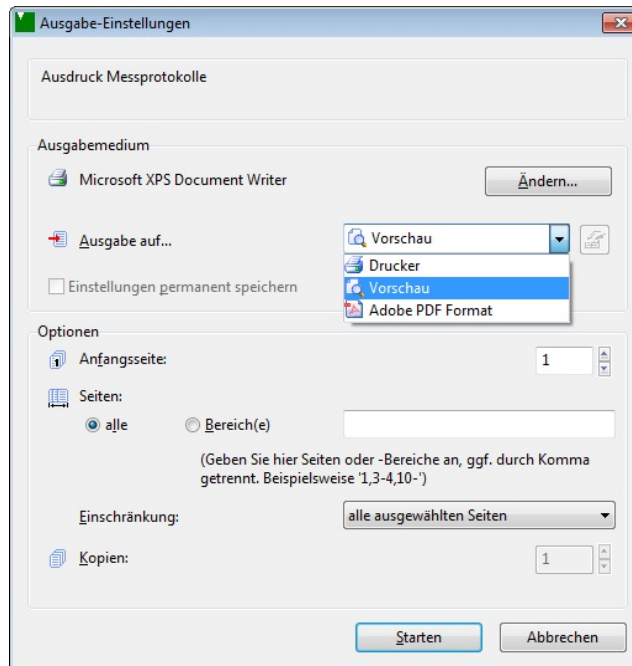 Ausgabe-Einstellungen
Ausdruck Messprotokolle
Ausgabemedium
Microsoft XPS Document Writer
Ändern...
Ausgabe auf...
Vorschau
Drucker
Vorschau
Adobe PDF Format
Einstellungen permanent speichern
Optionen
Anfangsseite:
1
Seiten:
alle
Bereich(e)
(Geben Sie hier Seiten oder -Bereiche an, ggf. durch Komma
getrennt. Beispielsweise '1,3-4,10-')
Einschränkung:
alle ausgewählten Seiten
Kopien:
1
Starten
Abbrechen